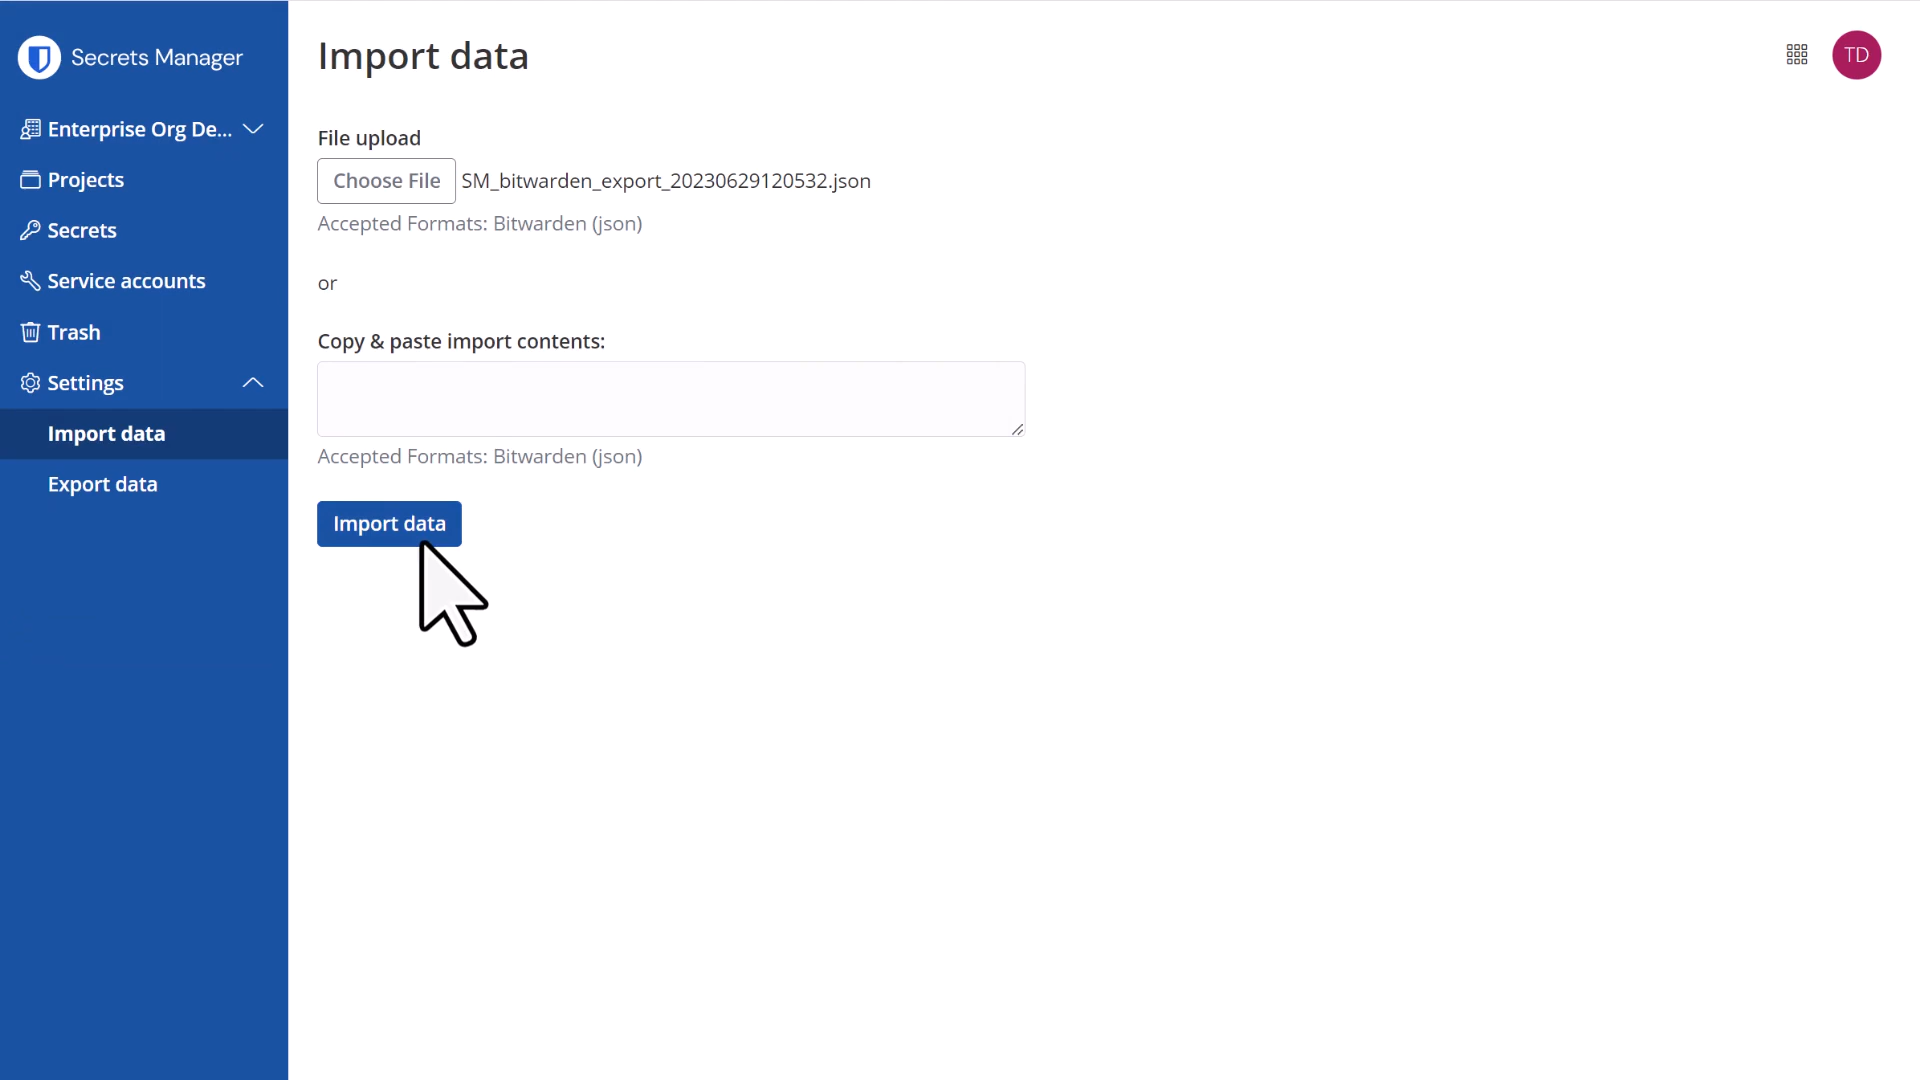 Secrets Manager
Enterprise Org De...
Projects
Secrets
Service accounts
Trash
Settings
Import data
Export data
Import data
TD
File upload
Choose File SM_bitwarden_export_20230629120532.json
Accepted Formats: Bitwarden (json)
or
Copy & paste import contents:
Accepted Formats: Bitwarden (json)
Import data